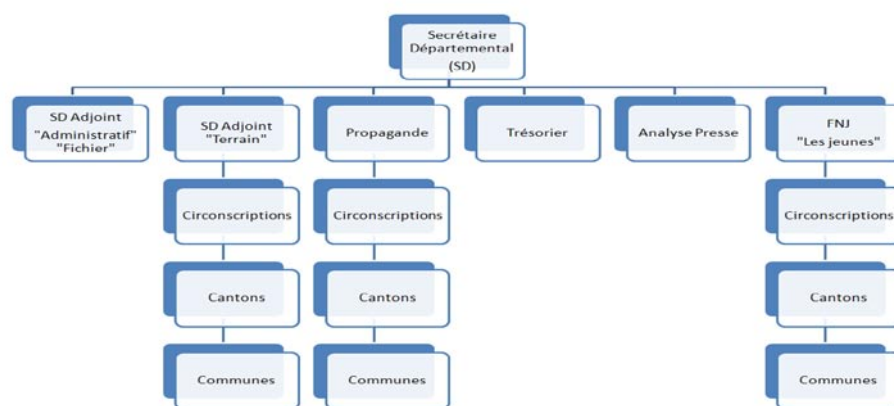 Secrétaire
Départemental
(SD)
SD Adjoint
"Administratif"
"Fichier"
SD Adjoint
"Terrain"
Propagande
Trésorier
Analyse Presse
FNJ
"Les jeunes"
Circonscriptions
Circonscriptions
Circonscriptions
Cantons
Cantons
Cantons
Communes
Communes
Communes